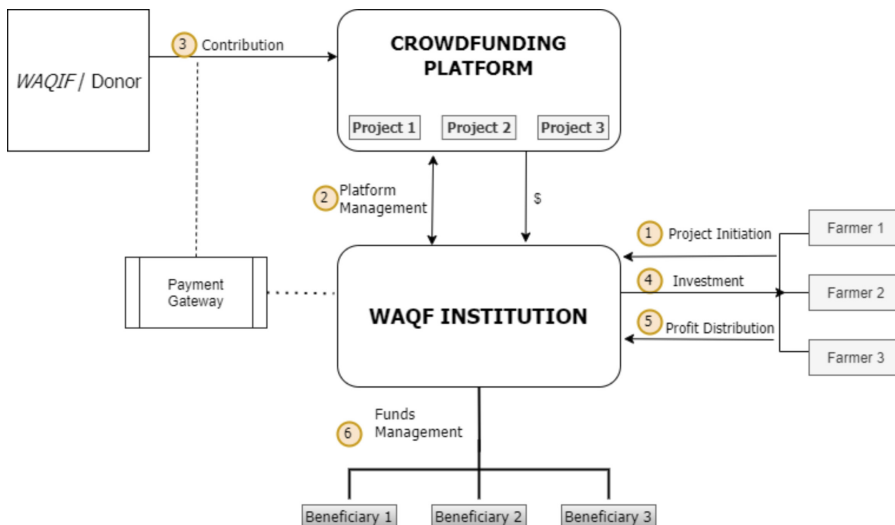 WAQIF / Donor
3 Contribution
CROWDFUNDING
PLATFORM
Project 1 Project 2 Project 3
2 Platform
Management
$
1 Project Initiation
Farmer 1
4 Investment
Farmer 2
5 Profit Distribution
Farmer 3
Payment
Gateway
WAQF INSTITUTION
6 Funds
Management
Beneficiary 1 Beneficiary 2 Beneficiary 3